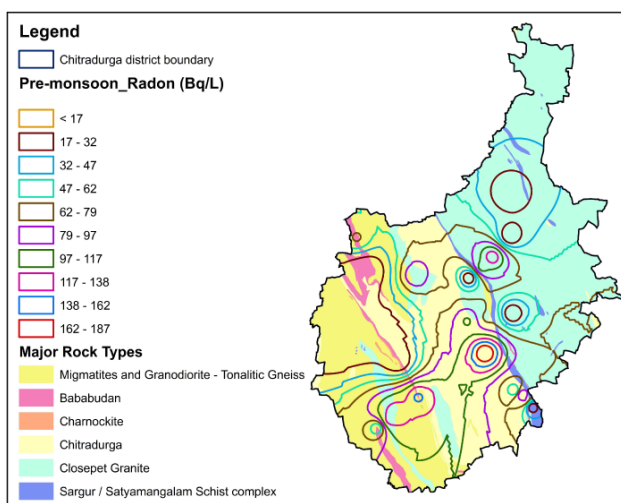 Legend
Chitradurga district boundary
Pre-monsoon_Radon (Bq/L)
< 17
17 - 32
32 - 47
47 - 62
62 - 79
79 - 97
97 - 117
117 - 138
138 - 162
162 - 187
Major Rock Types
Migmatites and Granodiorite - Tonalitic Gneiss
Bababudan
Charnockite
Chitradurga
Closepet Granite
Sargur / Satyamangalam Schist complex